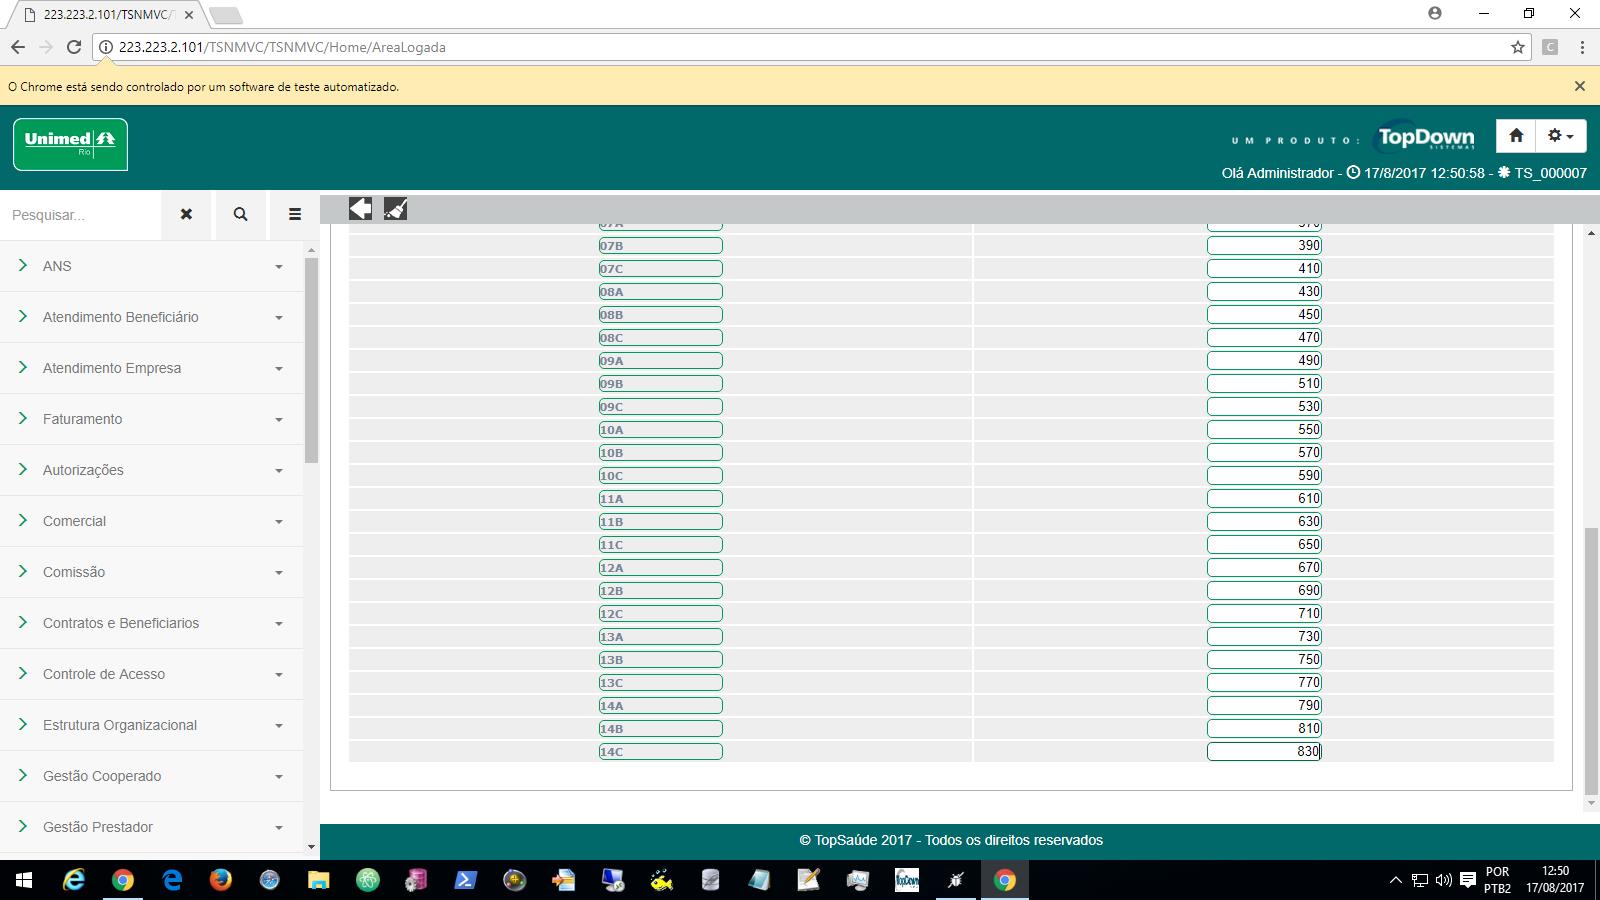 223.223.2.101/TSNMVC/T
223.223.2.101/TSNMVC/TSNMVC/Home/AreaLogada
C
O Chrome está sendo controlado por um software de teste automatizado.
Unimed
Rio
UM PRODUTO:
TopDown
SISTEMAS
Olá Administrador - 17/8/2017 12:50:58 - TS_000007
Pesquisar...
ANS
Atendimento Beneficiário
Atendimento Empresa
Faturamento
Autorizações
Comercial
Comissão
Contratos e Beneficiarios
Controle de Acesso
Estrutura Organizacional
Gestão Cooperado
Gestão Prestador
07A 370
07B 390
07C 410
08A 430
08B 450
08C 470
09A 490
09B 510
09C 530
10A 550
10B 570
10C 590
11A 610
11B 630
11C 650
12A 670
12B 690
12C 710
13A 730
13B 750
13C 770
14A 790
14B 810
14C 830
© TopSaúde 2017 - Todos os direitos reservados
TopDown
POR
PTB2
12:50
17/08/2017